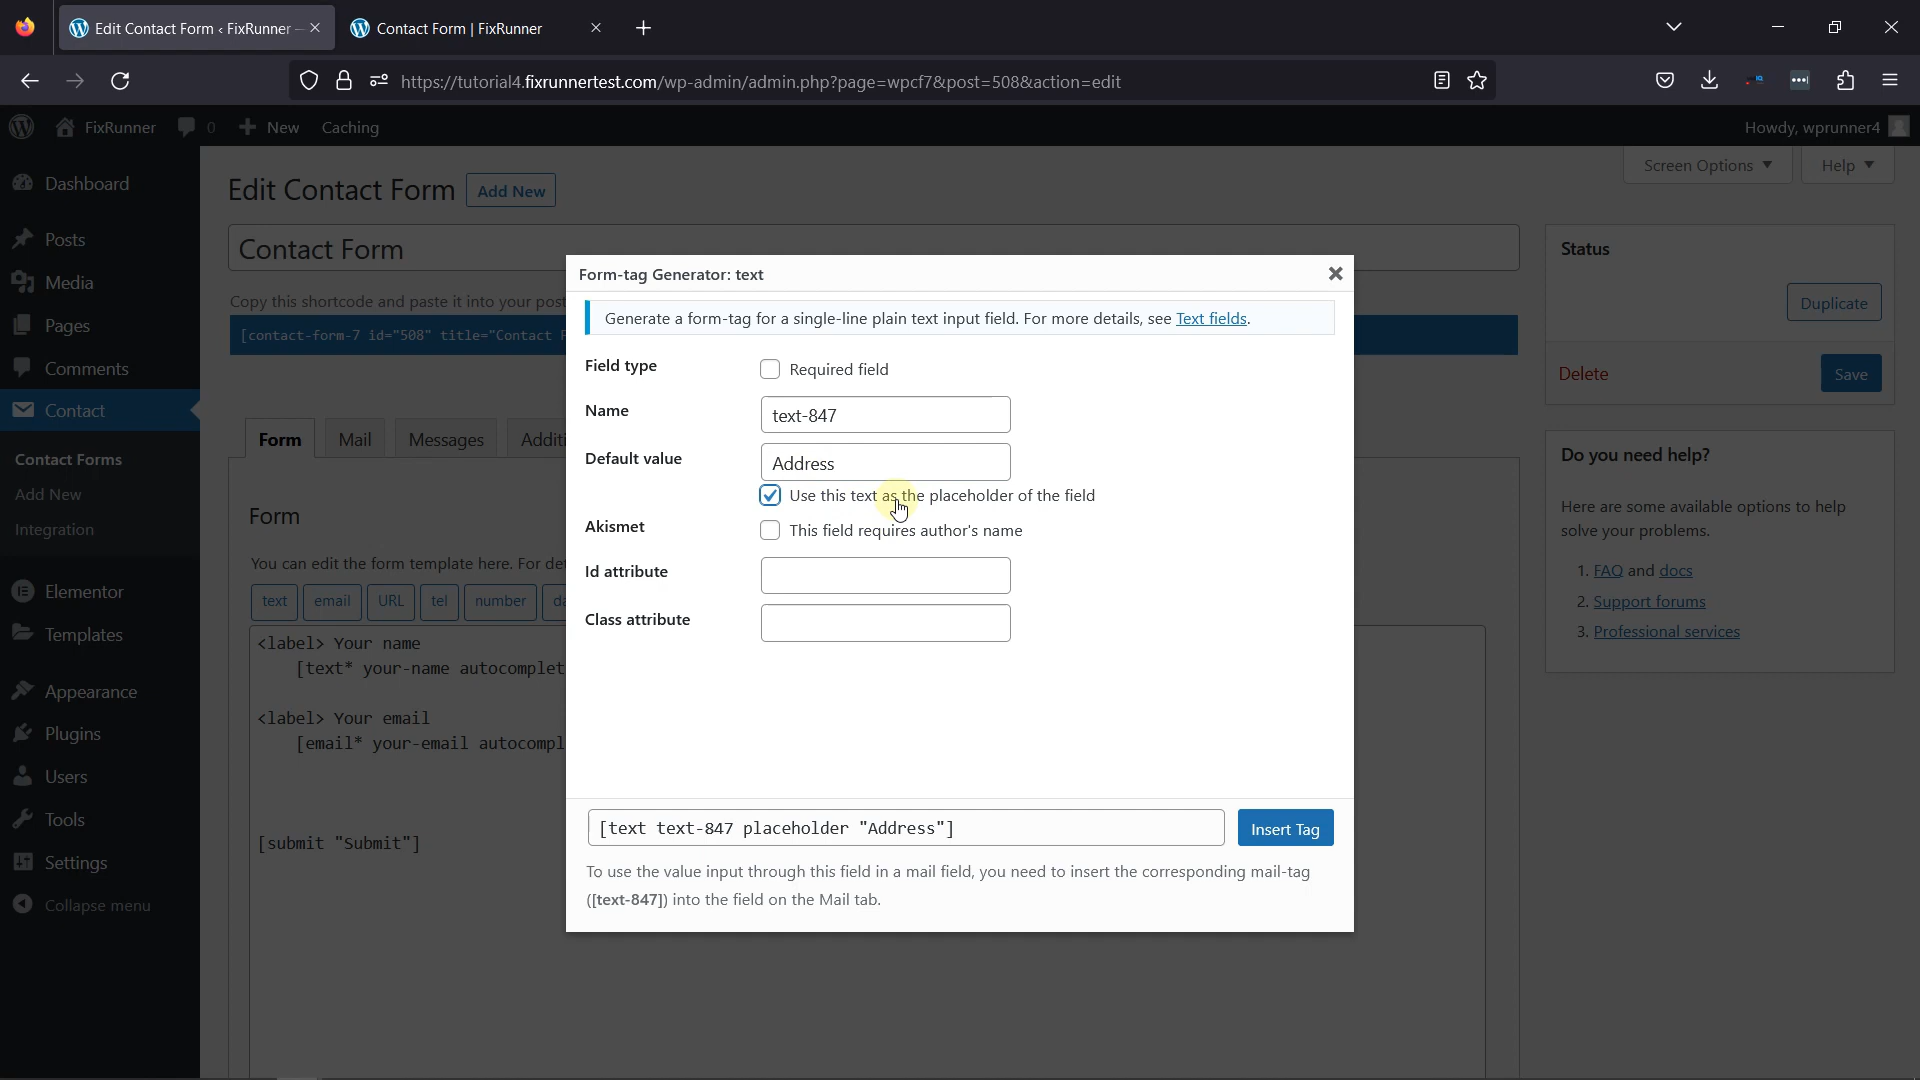 Edit Contact Form ‹ FixRunner —
Contact Form | FixRunner
https://tutorial4.fixrunnertest.com/wp-admin/admin.php?page=wpcf7&post=508&action=edit
FixRunner
0
New
Caching
Howdy, wprunner4
Screen Options
Help
Dashboard
Posts
Media
Pages
Comments
Contact
Contact Forms
Add New
Integration
Elementor
Templates
Appearance
Plugins
Users
Tools
Settings
Collapse menu
Edit Contact Form
Add New
Contact Form
Copy this shortcode and paste it into your post
[contact-form-7 id="508" title="Contact F
Form
Mail
Messages
Additi
Form
You can edit the form template here. For det
text
email
URL
tel
number
da
<label> Your name
[text* your-name autocomplet
<label> Your email
[email* your-email autocompl
[submit "Submit"]
Form-tag Generator: text
Generate a form-tag for a single-line plain text input field. For more details, see Text fields.
Field type
Required field
Name
text-847
Default value
Address
Use this text as the placeholder of the field
Akismet
This field requires author's name
Id attribute
Class attribute
[text text-847 placeholder "Address"]
Insert Tag
To use the value input through this field in a mail field, you need to insert the corresponding mail-tag
([text-847]) into the field on the Mail tab.
Status
Duplicate
Delete
Save
Do you need help?
Here are some available options to help
solve your problems.
1. FAQ and docs
2. Support forums
3. Professional services